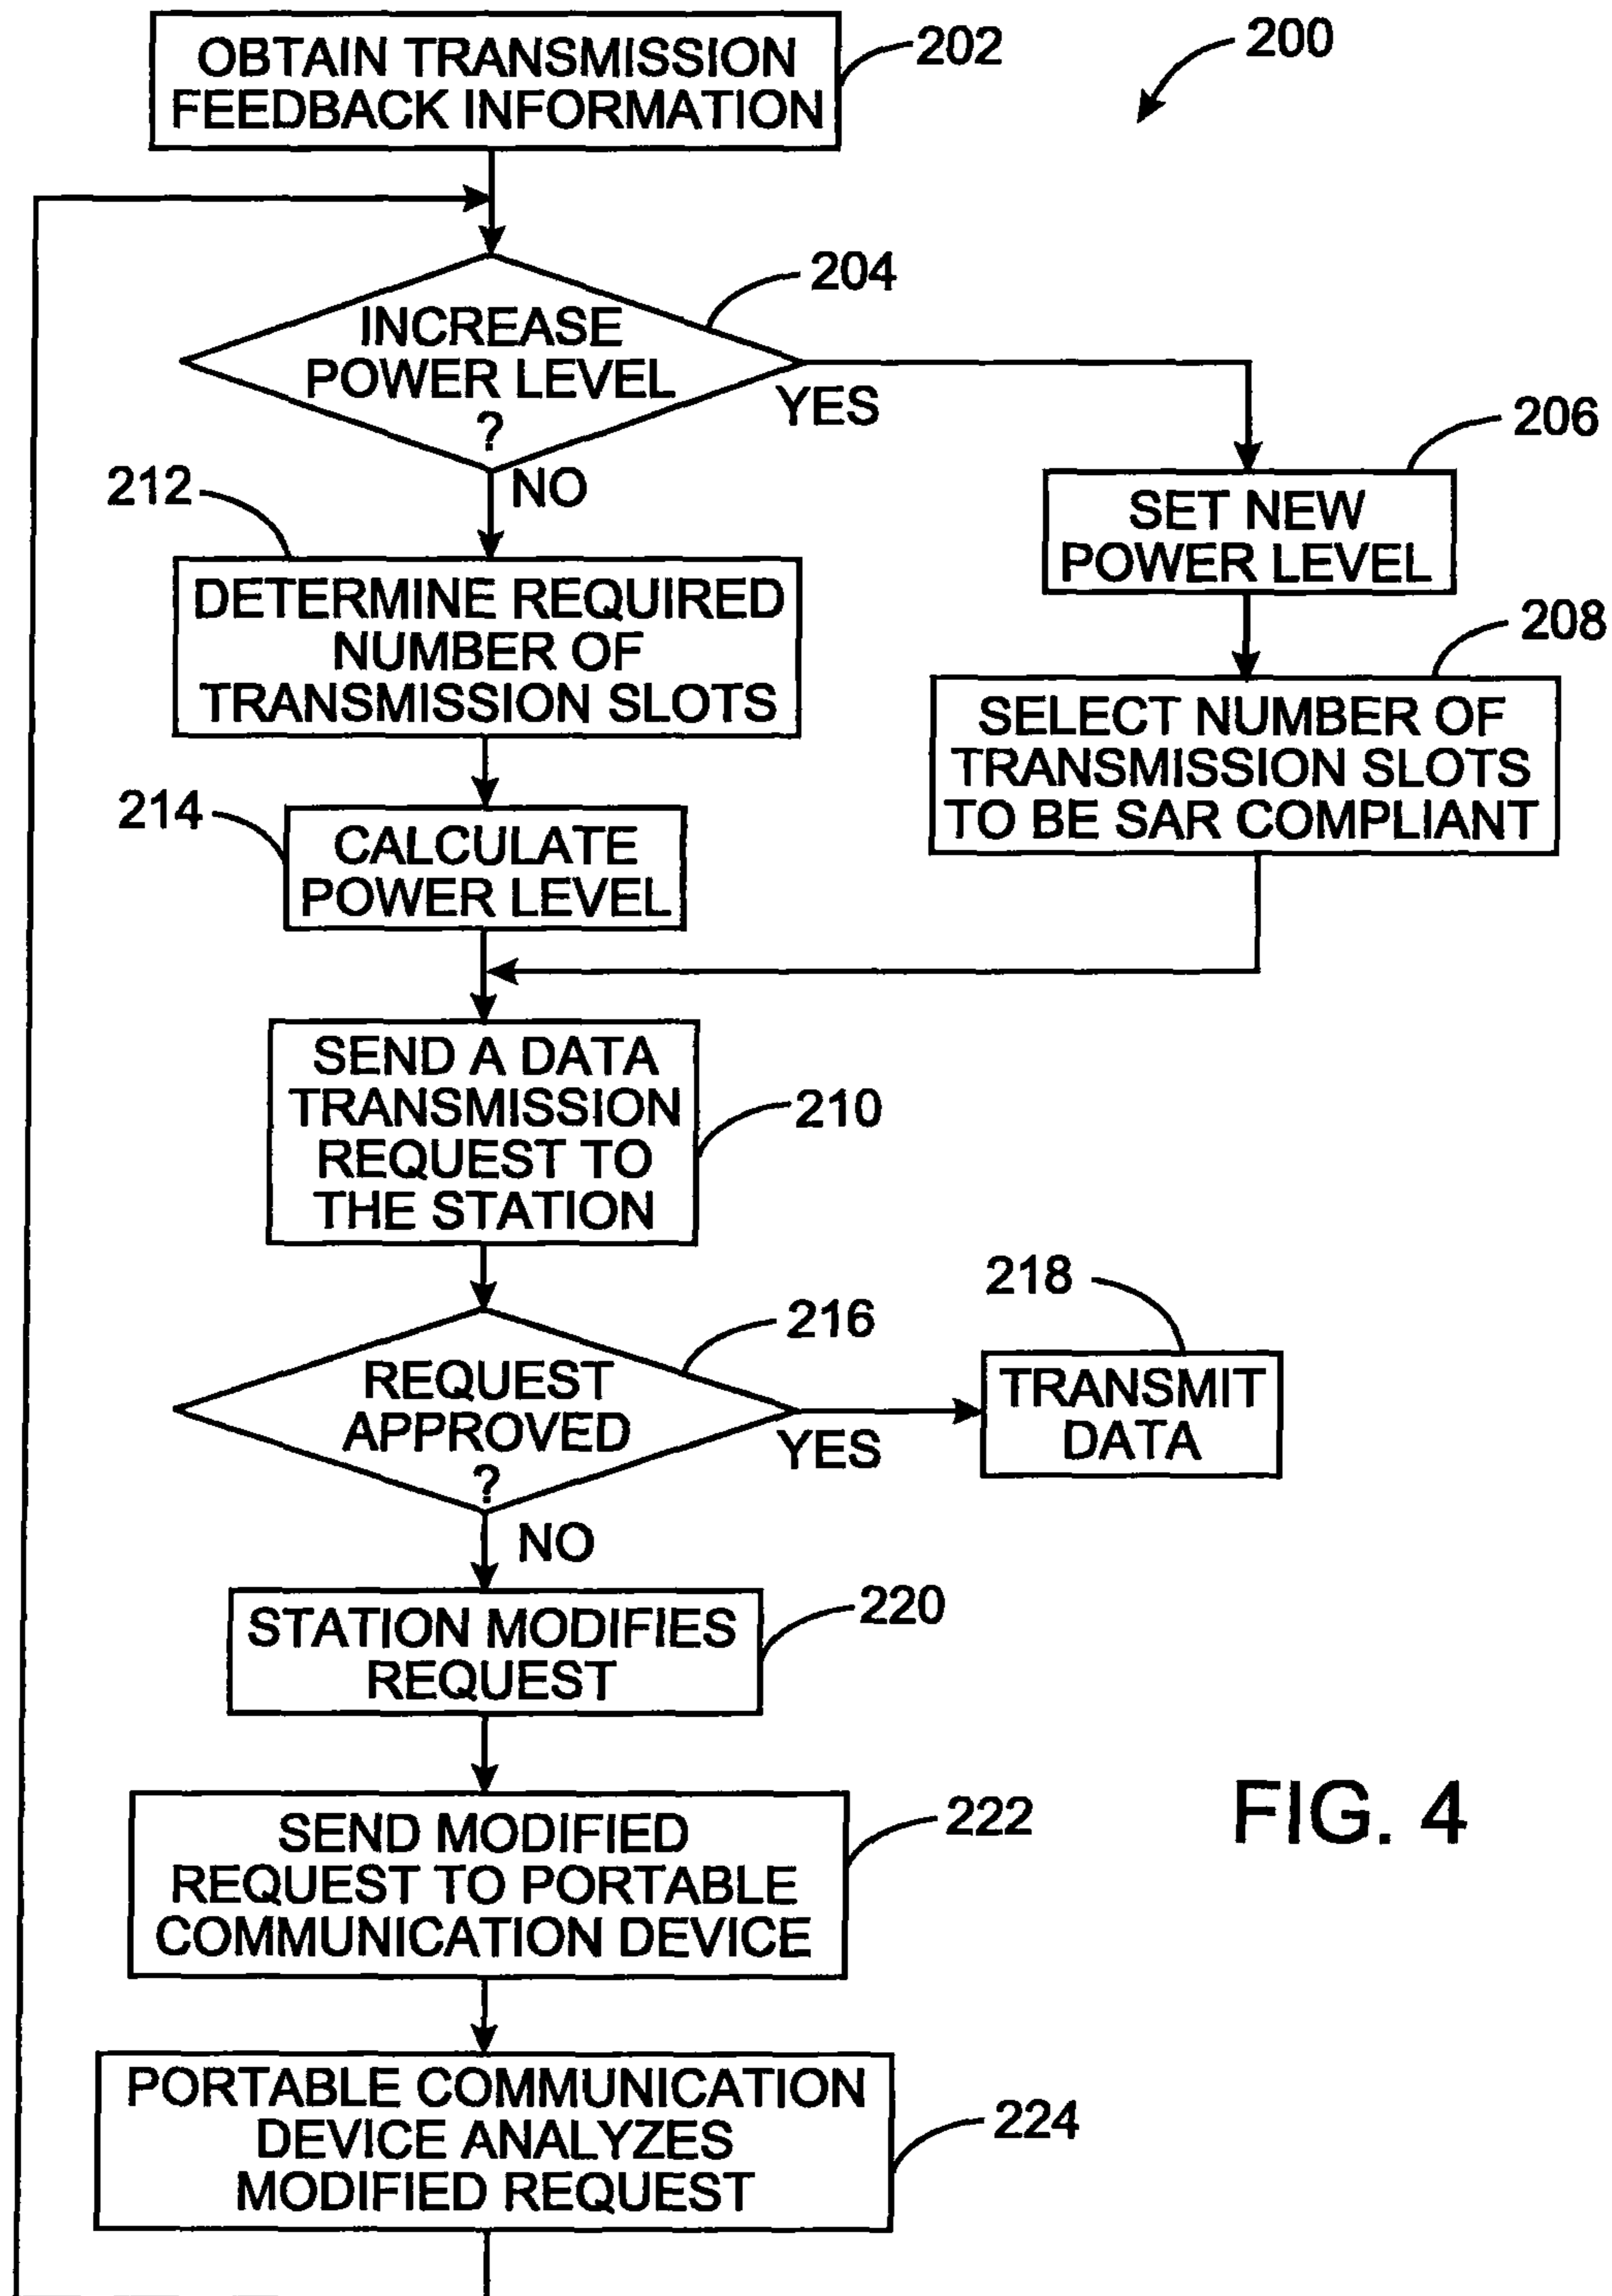 OBTAIN TRANSMISSION
FEEDBACK INFORMATION
202
200
INCREASE
POWER LEVEL
?
204
YES
NO
206
SET NEW
POWER LEVEL
212
DETERMINE REQUIRED
NUMBER OF
TRANSMISSION SLOTS
208
SELECT NUMBER OF
TRANSMISSION SLOTS
TO BE SAR COMPLIANT
214
CALCULATE
POWER LEVEL
SEND A DATA
TRANSMISSION
REQUEST TO
THE STATION
210
REQUEST
APPROVED
?
216
YES
218
TRANSMIT
DATA
NO
STATION MODIFIES
REQUEST
220
SEND MODIFIED
REQUEST TO PORTABLE
COMMUNICATION DEVICE
222
FIG. 4
PORTABLE COMMUNICATION
DEVICE ANALYZES
MODIFIED REQUEST
224